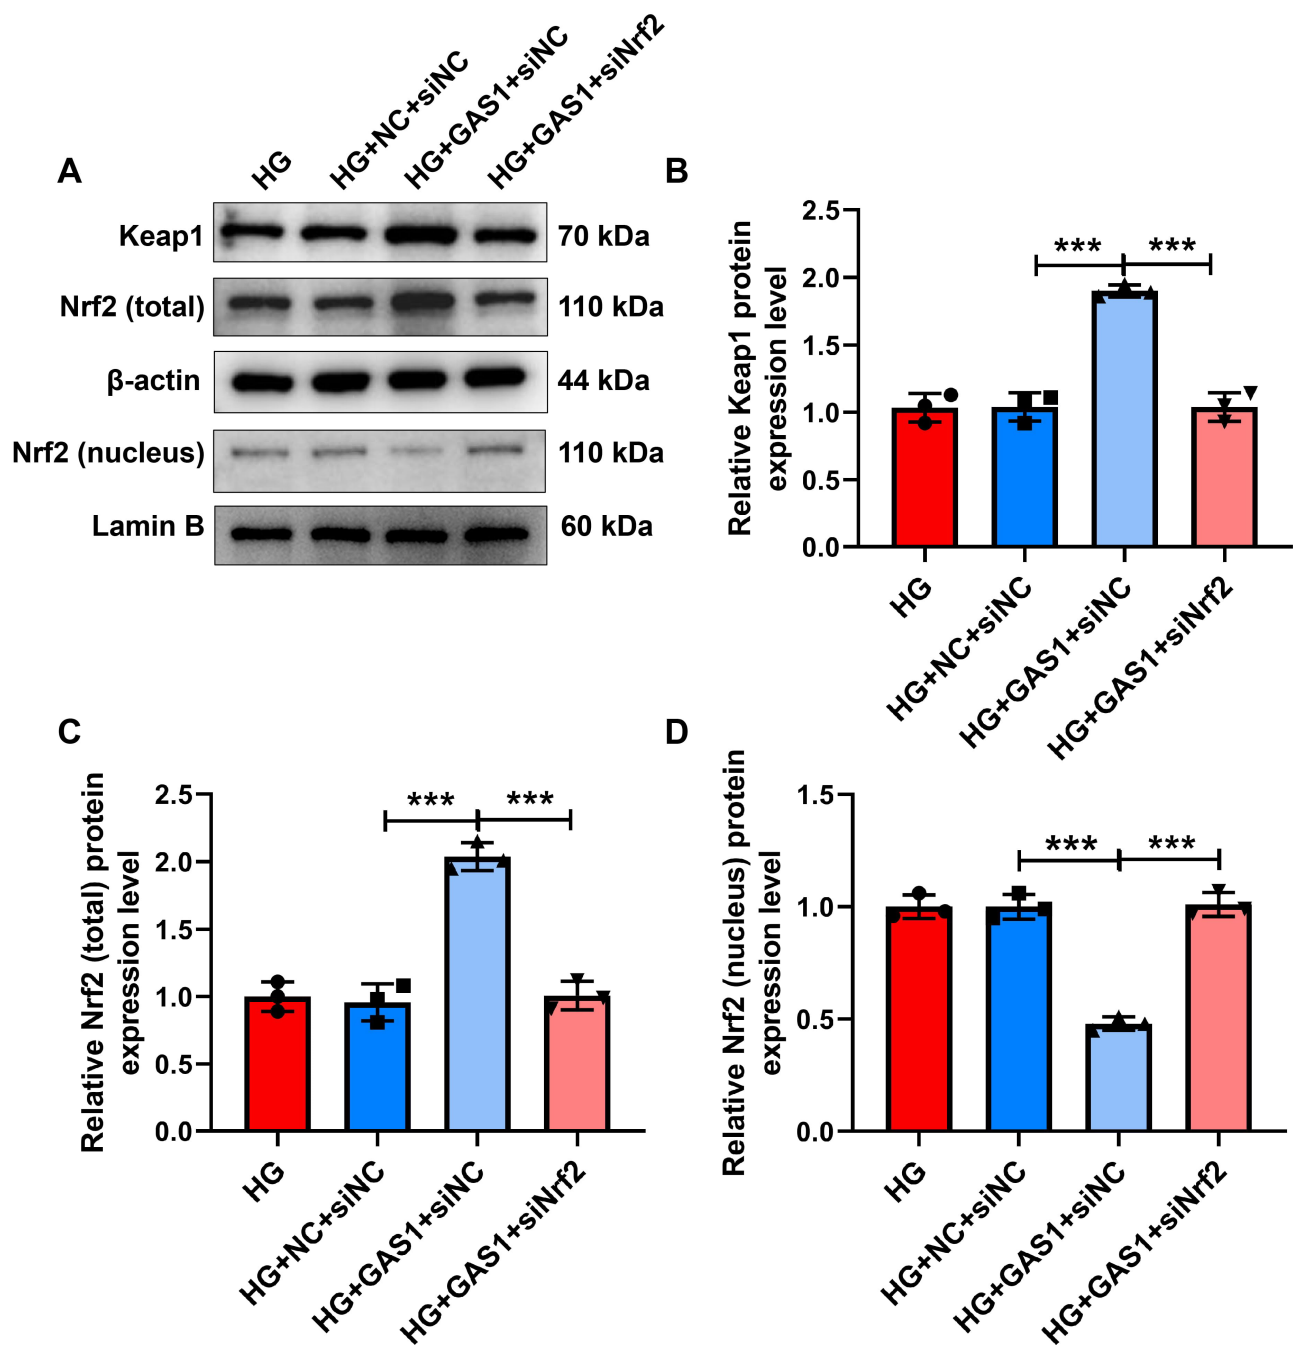 A
HG
HG+NC+siNC
HG+GAS1+siNC
HG+GAS1+siNrf2
Keap1
70 kDa
Nrf2 (total)
110 kDa
β-actin
44 kDa
Nrf2 (nucleus)
110 kDa
Lamin B
60 kDa
B
Relative Keap1 protein
expression level
2.5
2.0
1.5
1.0
0.5
0.0
***
***
HG
HG+NC+siNC
HG+GAS1+siNC
HG+GAS1+siNrf2
C
Relative Nrf2 (total) protein
expression level
2.5
2.0
1.5
1.0
0.5
0.0
***
***
HG
HG+NC+siNC
HG+GAS1+siNC
HG+GAS1+siNrf2
D
Relative Nrf2 (nucleus) protein
expression level
1.5
1.0
0.5
0.0
***
***
HG
HG+NC+siNC
HG+GAS1+siNC
HG+GAS1+siNrf2